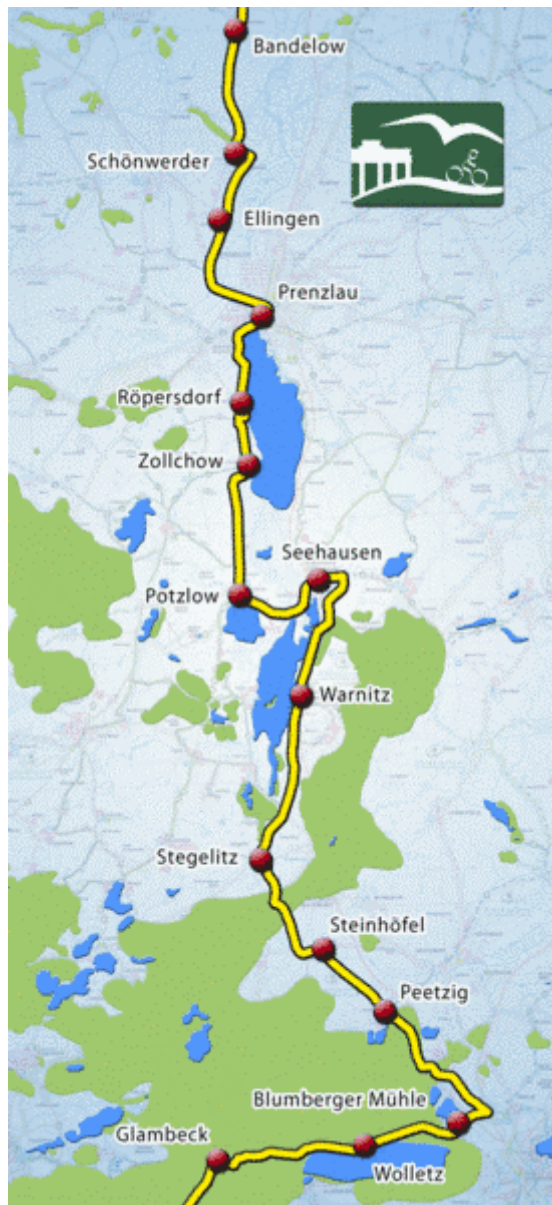 Bandelow
Schönwerder
Ellingen
Prenzlau
Röpersdorf
Zollchow
Seehausen
Potzlow
Warnitz
Stegelitz
Steinhöfel
Peetzig
Blumberger Mühle
Glambeck
Wolletz